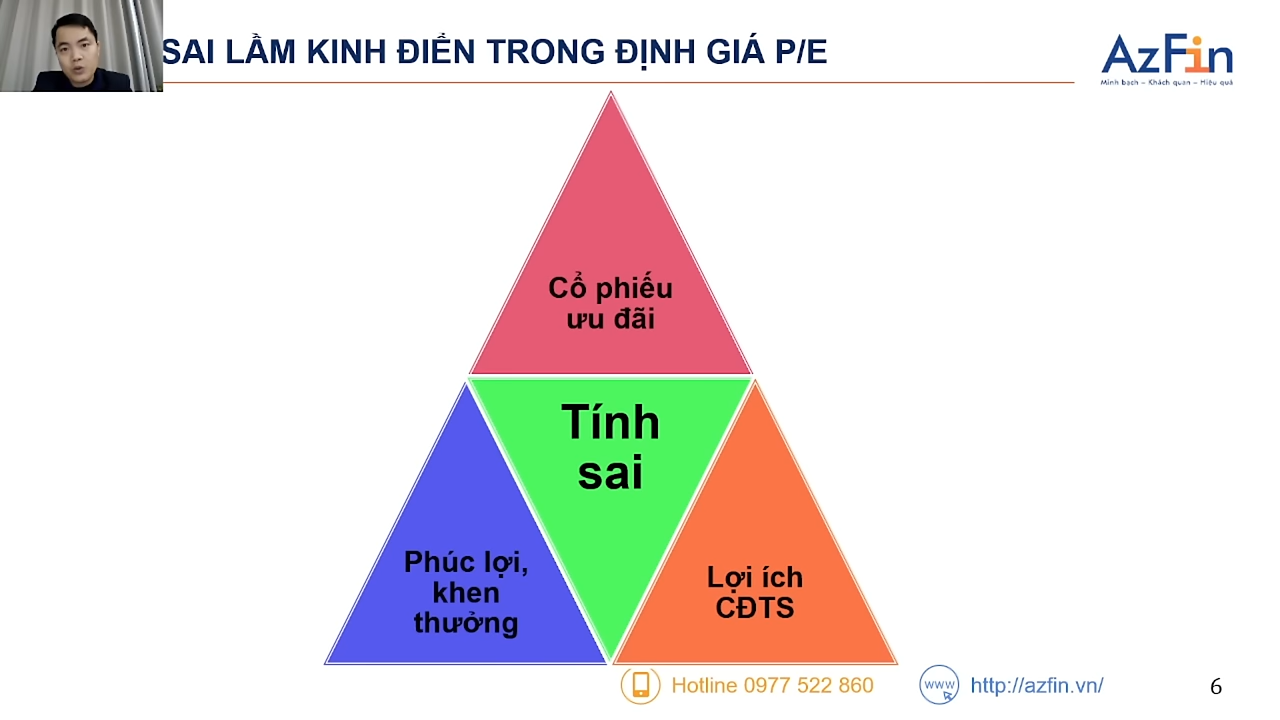 SAI LẦM KINH ĐIỂN TRONG ĐỊNH GIÁ P/E
AzFin
Minh bạch – Khách quan – Hiệu quả
Cổ phiếu
ưu đãi
Tính
sai
Phúc lợi,
khen
thưởng
Lợi ích
CĐTS
Hotline 0977 522 860
www
http://azfin.vn/
6